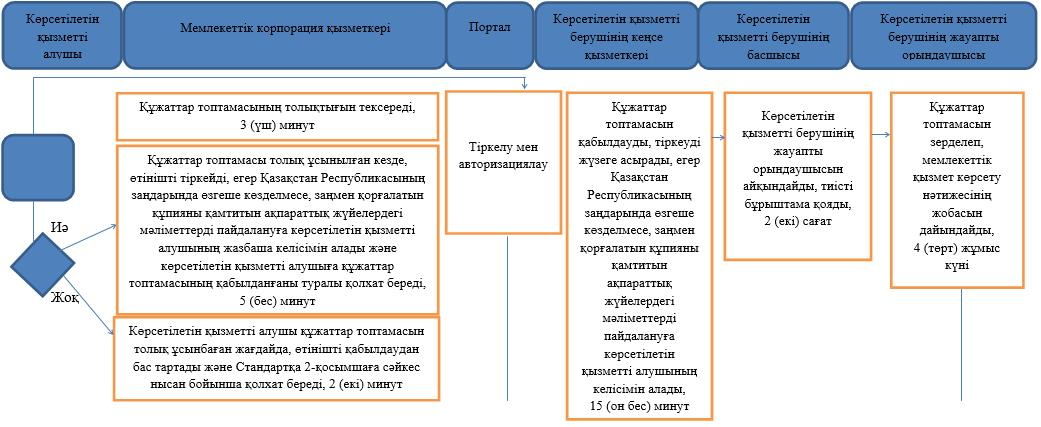 Көрсетілетін
қызметті
алушы
Мемлекеттік корпорация қызметкері
Портал
Көрсетілетін қызметті
берушінің кеңсе
қызметкері
Көрсетілетін
қызметті берушінің
басшысы
Көрсетілетін қызметті
берушінің жауапты
орындаушысы
Құжаттар топтамасының толықтығын тексереді,
3 (үш) минут
Құжаттар топтамасы толық ұсынылған кезде,
өтінішті тіркейді, егер Қазақстан Республикасының
заңдарында өзгеше көзделмесе, заңмен қорғалатын
құпияны қамтитын ақпараттық жүйелердегі
мәліметтерді пайдалануға көрсетілетін қызметті
алушының жазбаша келісімін алады және
көрсетілетін қызметті алушыға құжаттар
топтамасының қабылданғаны туралы қолхат береді,
5 (бес) минут
Иә
Жоқ
Көрсетілетін қызметті алушы құжаттар топтамасын
толық ұсынбаған жағдайда, өтінішті қабылдаудан
бас тартады және Стандартқа 2-қосымшаға сәйкес
нысан бойынша қолхат береді, 2 (екі) минут
Тіркелу мен
авторизациялау
Құжаттар
топтамасын
қабылдауды, тіркеуді
жүзеге асырады, егер
Қазақстан
Республикасының
заңдарында өзгеше
көзделмесе, заңмен
қорғалатын құпияны
қамтитын
ақпараттық
жүйелердегі
мәліметтерді
пайдалануға
көрсетілетін
қызметті алушының
келісімін алады,
15 (он бес) минут
Көрсетілетін
қызметті берушінің
жауапты
орындаушысын
айқындайды, тиісті
бұрыштама қояды,
2 (екі) сағат
Құжаттар
топтамасын
зерделеп,
мемлекеттік
қызмет көрсету
нәтижесінің
жобасын
дайындайды,
4 (төрт) жұмыс
күні